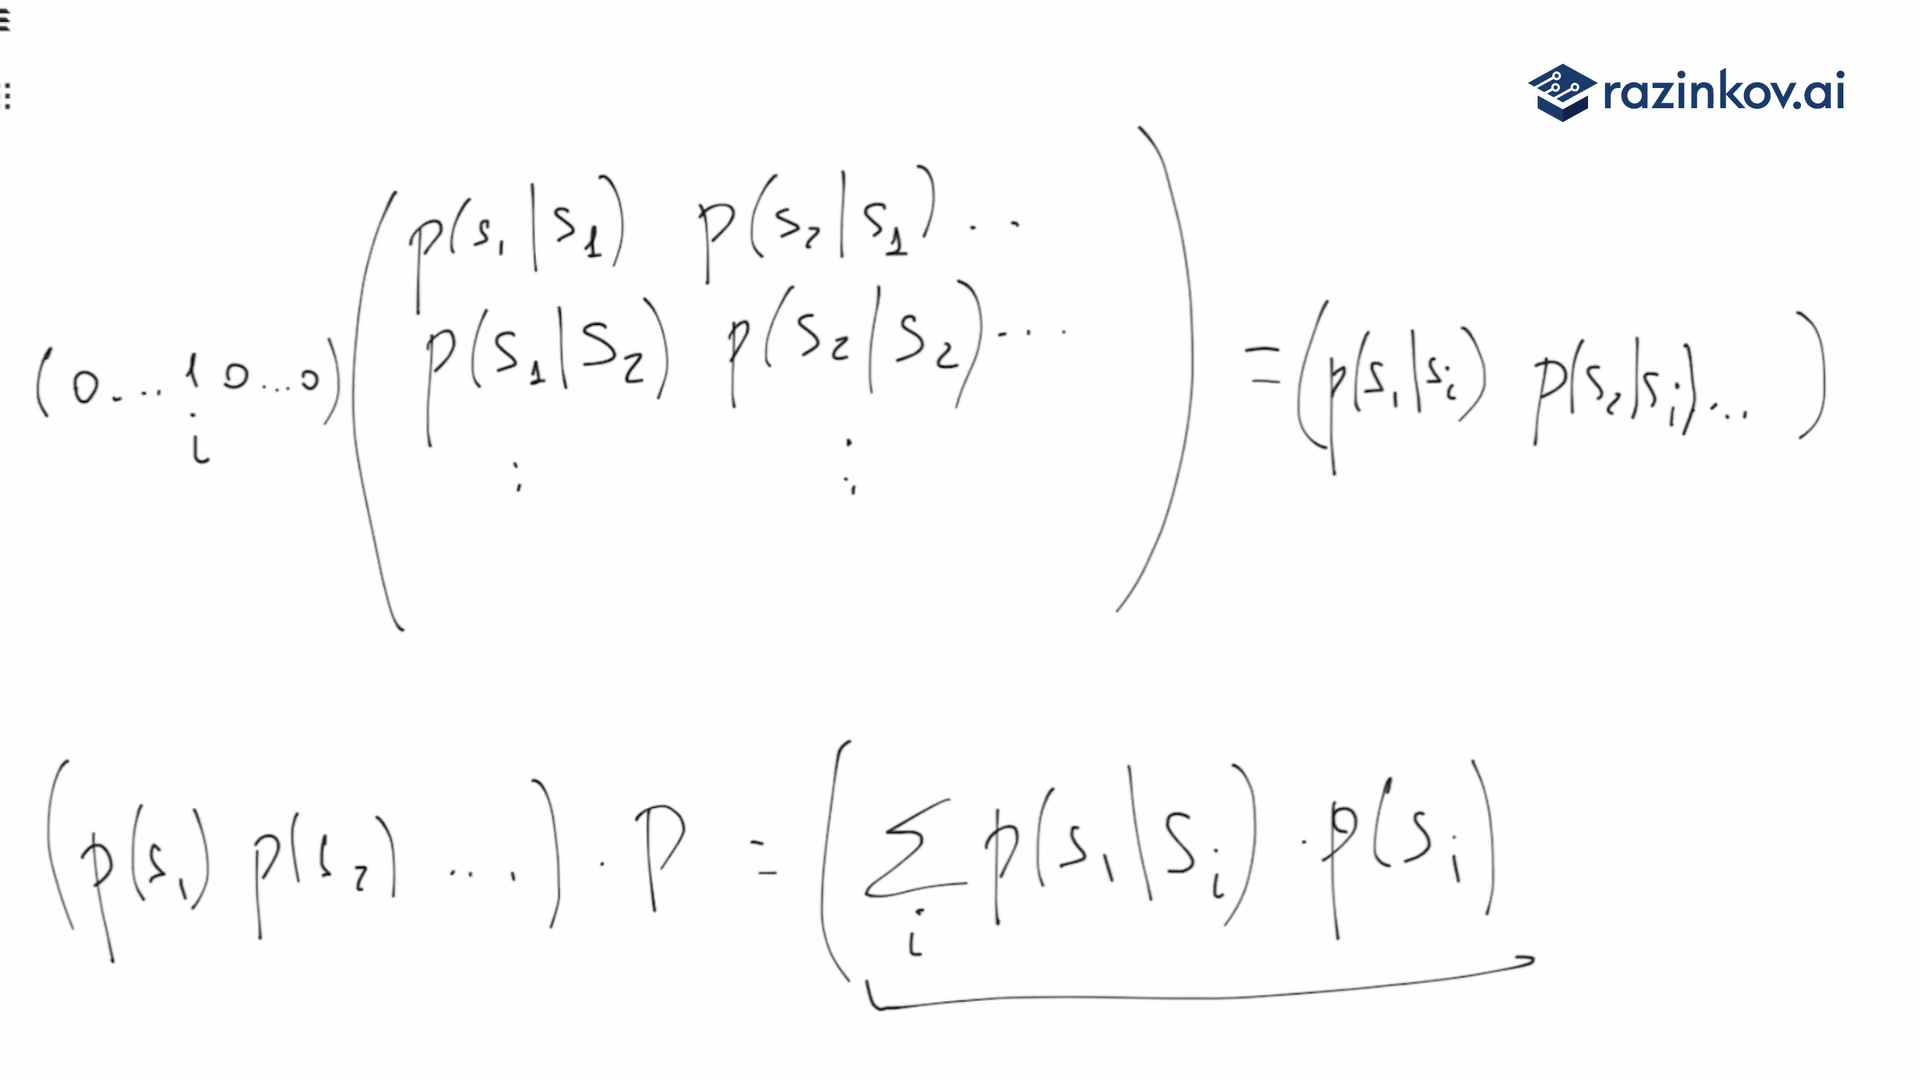 razinkov.ai
p(s₁|s₁) p(s₂|s₁)...
p(s₁|s₂) p(s₂|s₂)...
(0...1 0...0) ( ⋮ ⋮ ) = (p(s₁|sᵢ) p(s₂|sᵢ)... )
i
(p(s₁) p(s₂) ....) · P = (∑ p(s₁|sᵢ) · p(sᵢ)
i